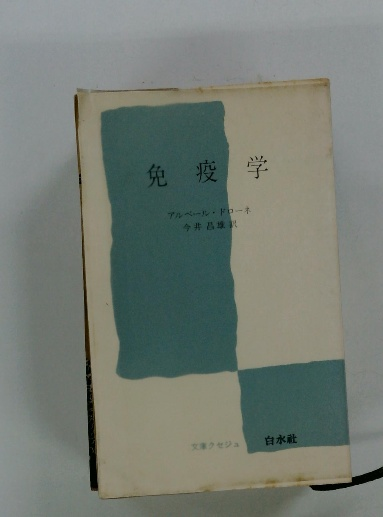 免疫学
アルベール・ドローネ
今井昌雄訳
文庫クセジュ
白水社